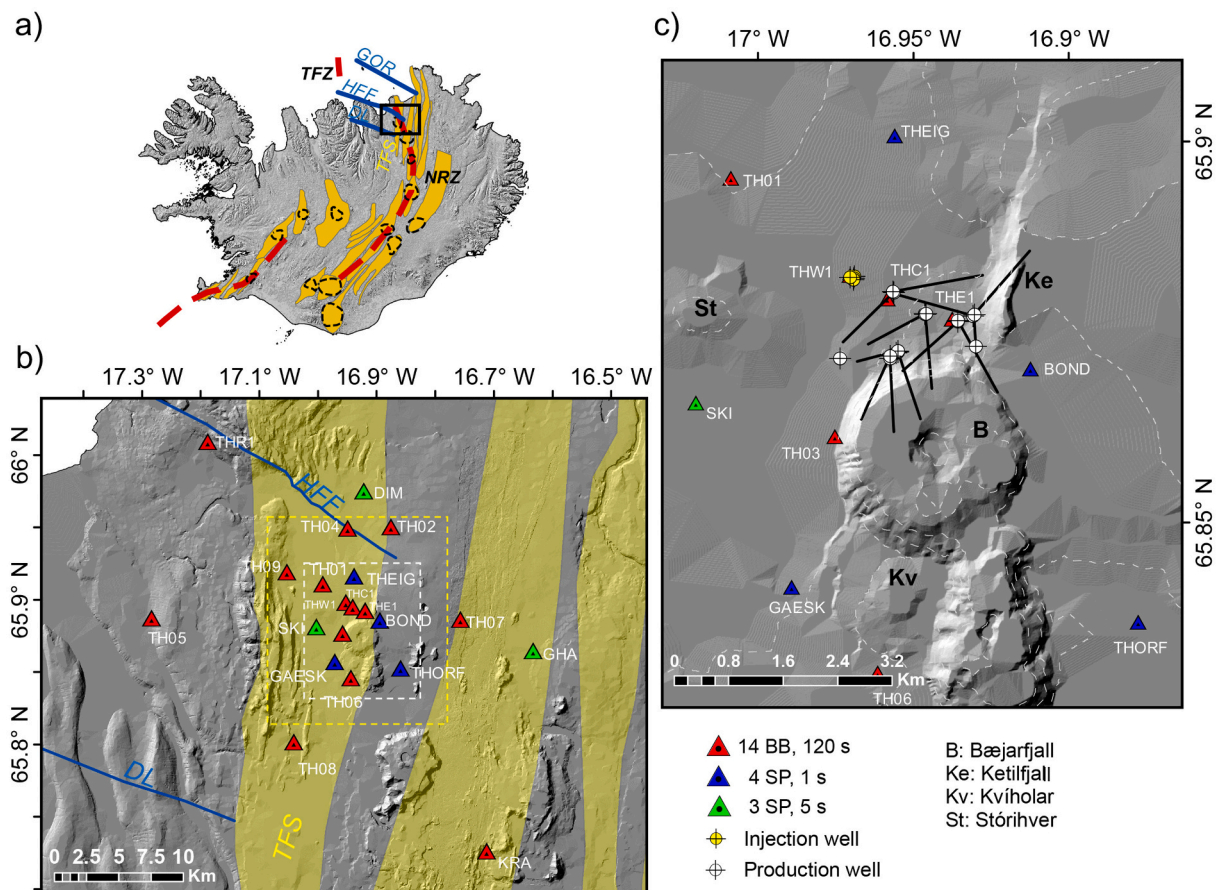 a)
TFZ
GOR
HFF
DL
TFS
NRZ
b)
17.3° W
17.1° W
16.9° W
16.7° W
16.5° W
66° N
65.9° N
65.8° N
THR1
HFF
DIM
TH04
TH02
TH09
TH01
THEIG
THC1
THW1
THE1
SKI
BOND
TH07
TH05
GHA
GAESK
THORF
TH06
TH08
DL
TFS
KRA
0 2.5 5 7.5 10
Km
c)
17° W
16.95° W
16.9° W
65.9° N
65.85° N
THEIG
TH01
THW1
THC1
THE1
Ke
St
BOND
SKI
TH03
B
Kv
GAESK
THORF
0 0.8 1.6 2.4 3.2
Km
TH06
14 BB, 120 s
4 SP, 1 s
3 SP, 5 s
Injection well
Production well
B: Bæjarfjall
Ke: Ketilfjall
Kv: Kvíholar
St: Stórihver